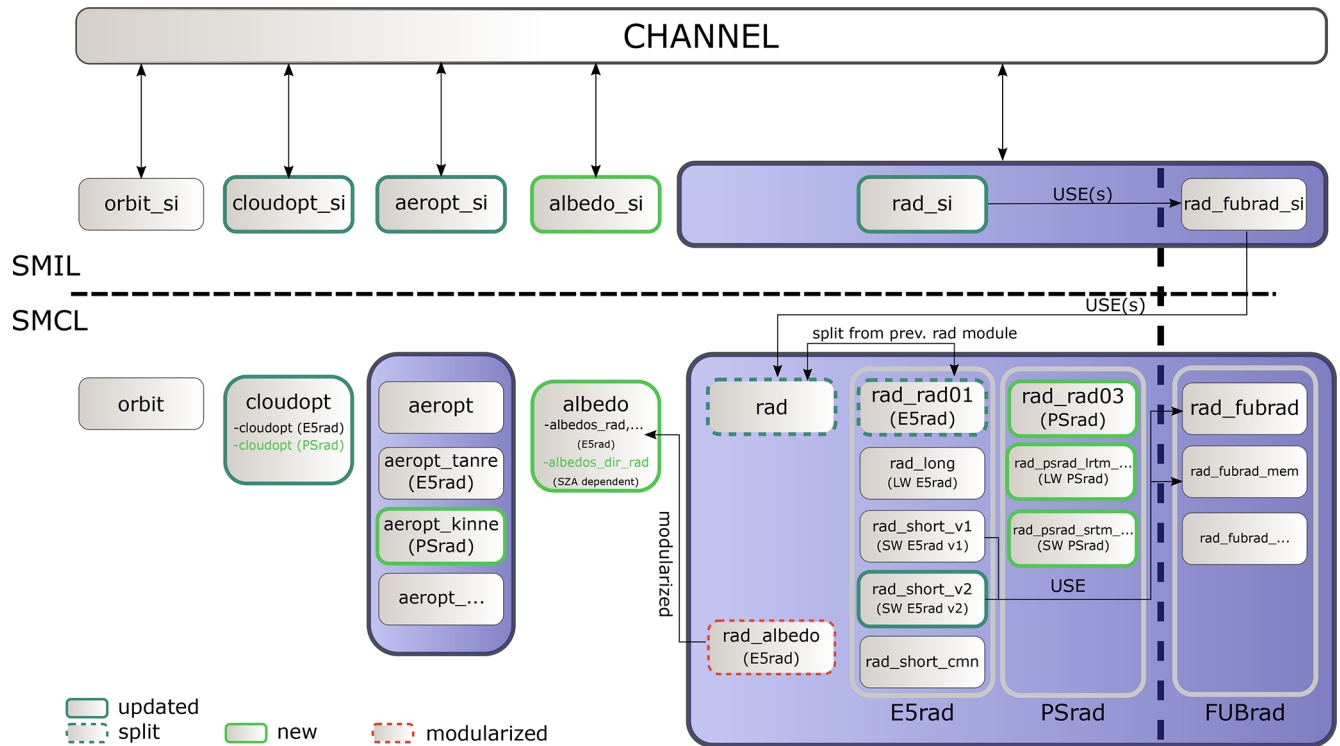 CHANNEL
orbit_si
cloudopt_si
aeropt_si
albedo_si
rad_si
USE(s)
rad_fubrad_si
SMIL
SMCL
USE(s)
split from prev. rad module
orbit
cloudopt
-cloudopt (E5rad)
-cloudopt (PSrad)
aeropt
aeropt_tanre
(E5rad)
aeropt_kinne
(PSrad)
aeropt_...
albedo
-albedos_rad,...
(E5rad)
-albedos_dir_rad
(SZA dependent)
modularized
rad
rad_albedo
(E5rad)
rad_rad01
(E5rad)
rad_long
(LW E5rad)
rad_short_v1
(SW E5rad v1)
rad_short_v2
(SW E5rad v2)
rad_short_cmn
E5rad
rad_rad03
(PSrad)
rad_psrad_lrtm_...
(LW PSrad)
rad_psrad_srtm_...
(SW PSrad)
USE
PSrad
rad_fubrad
rad_fubrad_mem
rad_fubrad_...
FUBrad
updated
split
new
modularized